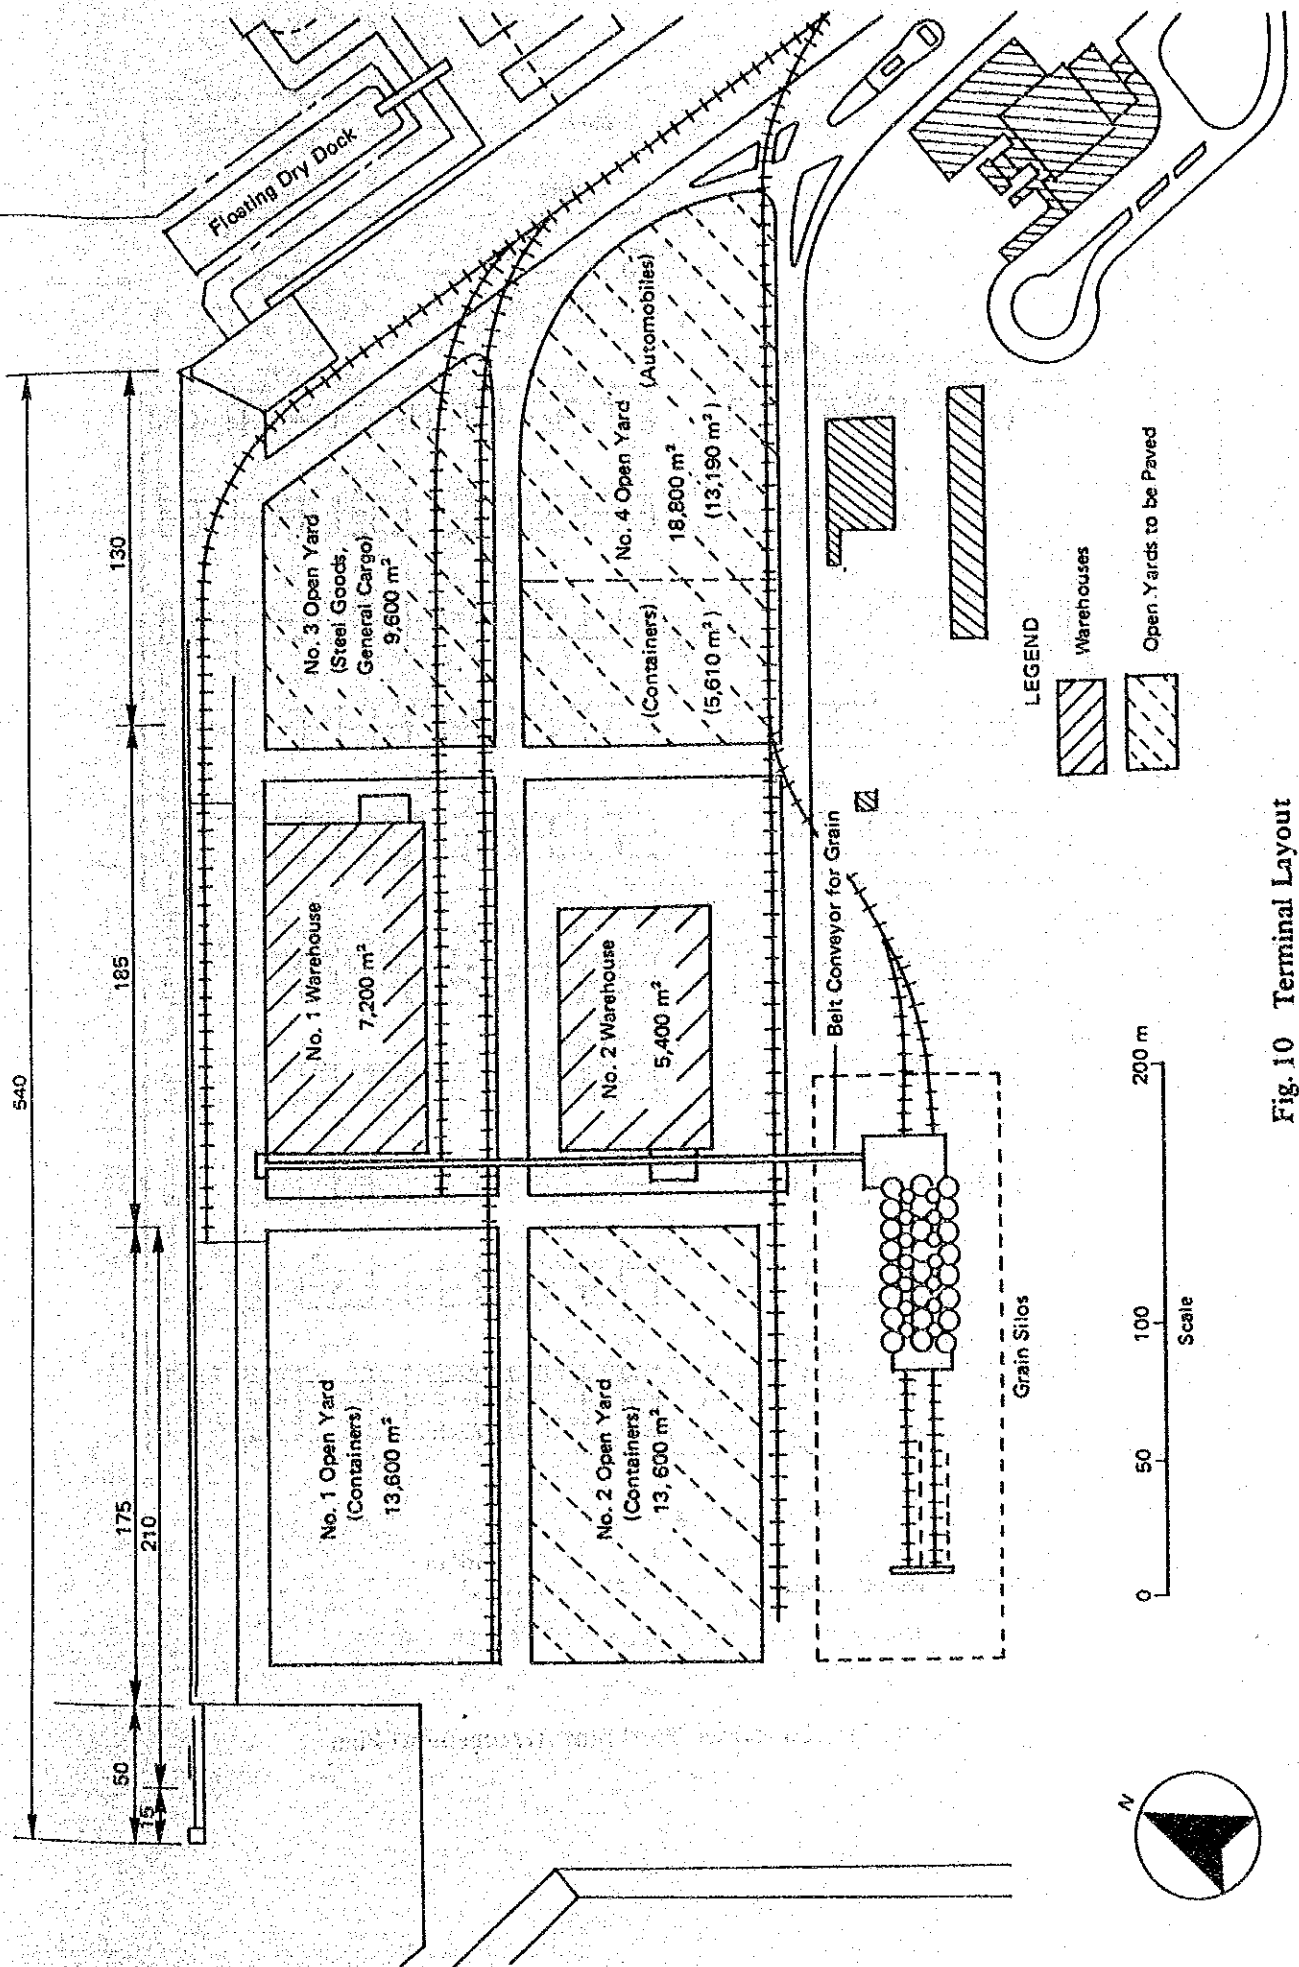 540
130
185
175
210
50
15
Floating Dry Dock
No. 3 Open Yard
(Steel Goods,
General Cargo)
9,600 m²
No. 4 Open Yard
(Automobiles)
18,800 m²
(13,190 m²)
(Containers)
(5,610 m²)
No. 1 Warehouse
7,200 m²
No. 2 Warehouse
5,400 m²
Belt Conveyor for Grain
No. 1 Open Yard
(Containers)
13,600 m²
No. 2 Open Yard
(Containers)
13,600 m²
Grain Silos
LEGEND
Warehouses
Open Yards to be Paved
0 50 100 200 m
Scale
N
Fig. 10 Terminal Layout